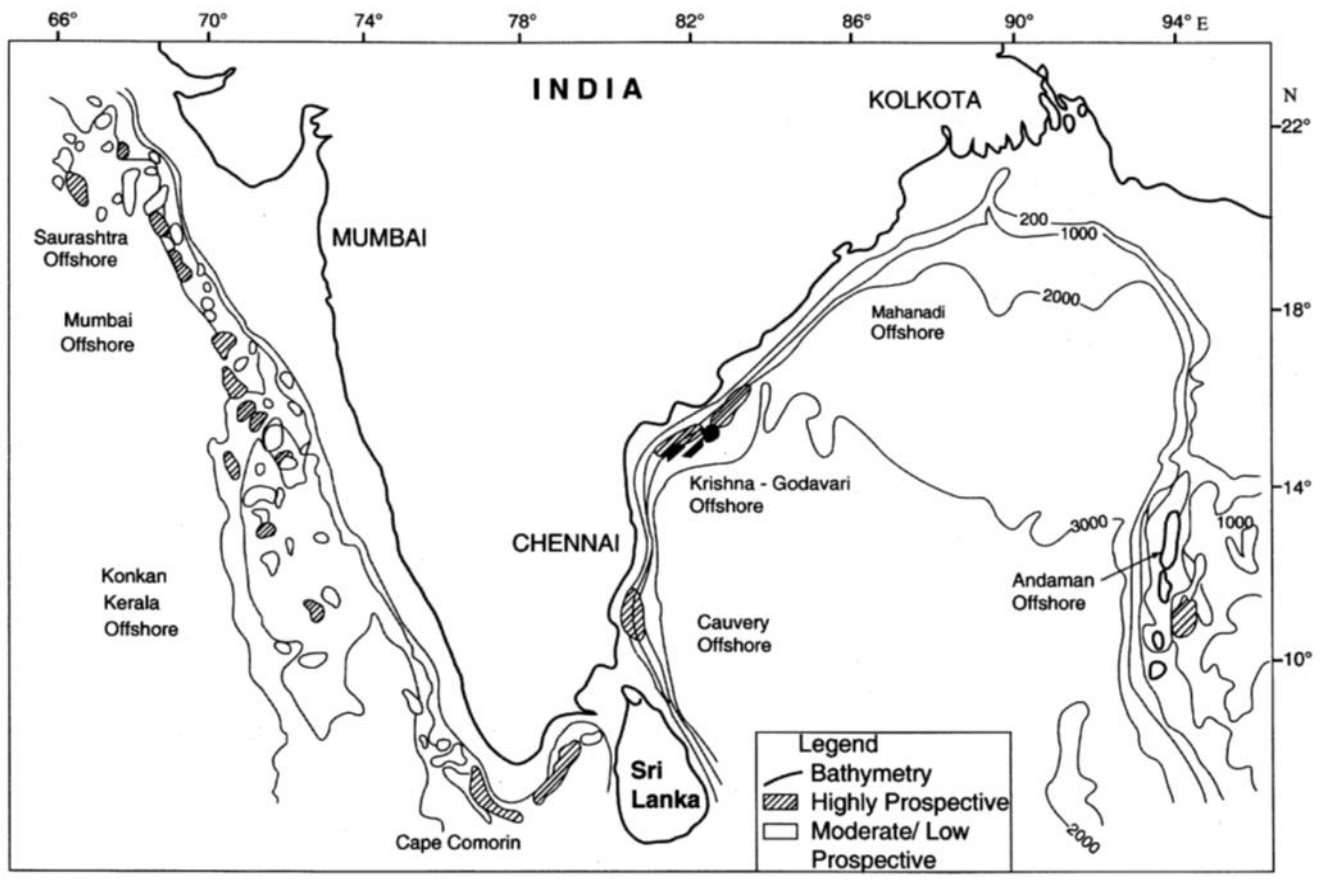 66° 70° 74° 78° 82° 86° 90° 94° E
INDIA
KOLKOTA
N
22°
MUMBAI
Saurashtra
Offshore
200
1000
2000
Mumbai
Offshore
Mahanadi
Offshore
18°
Krishna - Godavari
Offshore
14°
3000
1000
CHENNAI
Konkan
Kerala
Offshore
Andaman
Offshore
Cauvery
Offshore
10°
Sri
Lanka
Cape Comorin
Legend
Bathymetry
Highly Prospective
Moderate/ Low
Prospective
2000